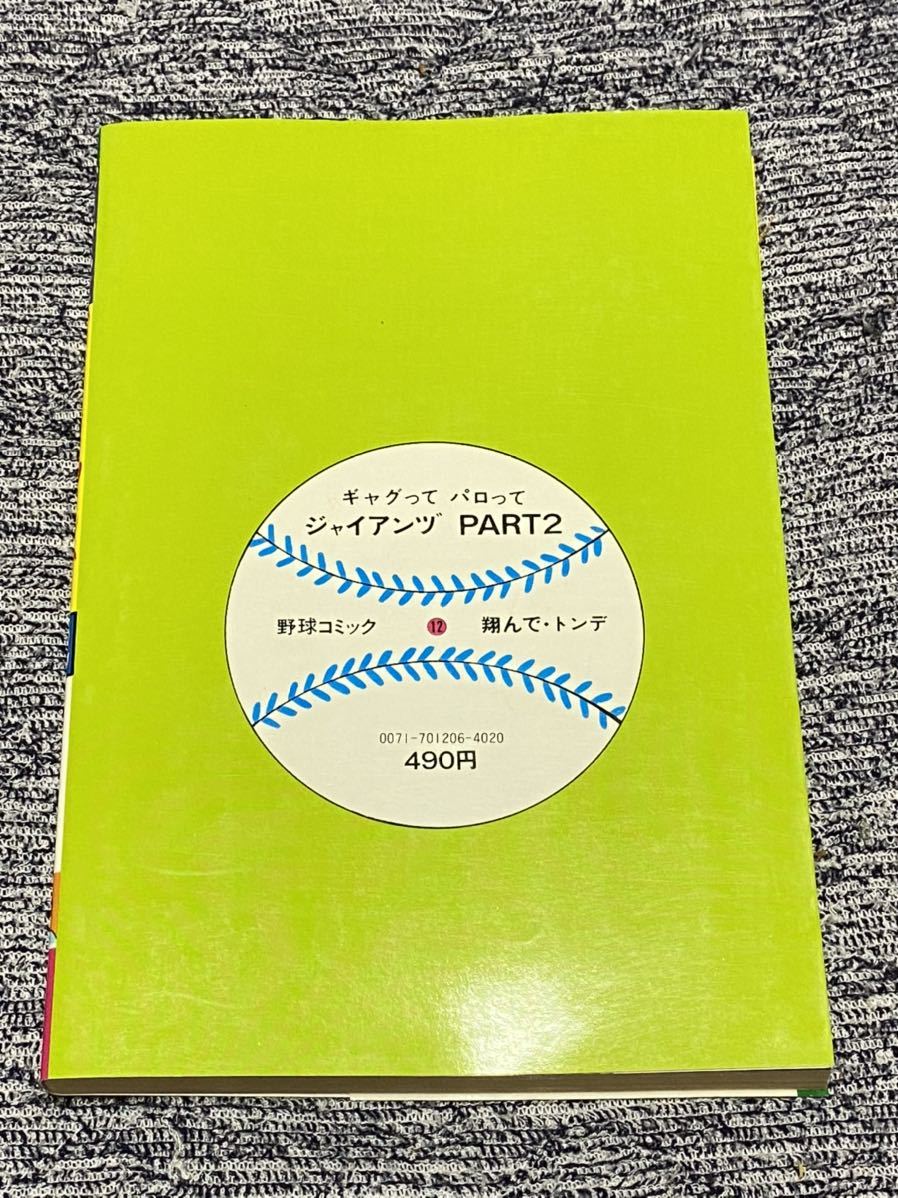 ギャグって パロって
ジャイアンツ゛ PART2
野球コミック 12 翔んで・トンデ
0071-701206-4020
490円